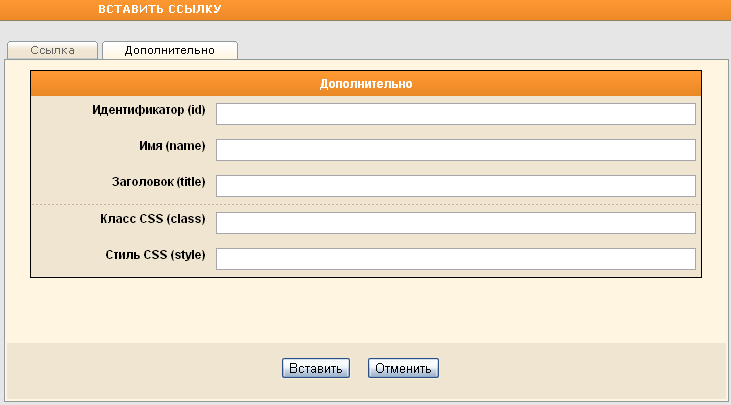 ВСТАВИТЬ ССЫЛКУ
Ссылка Дополнительно
Дополнительно
Идентификатор (id)
Имя (name)
Заголовок (title)
Класс CSS (class)
Стиль CSS (style)
Вставить Отменить